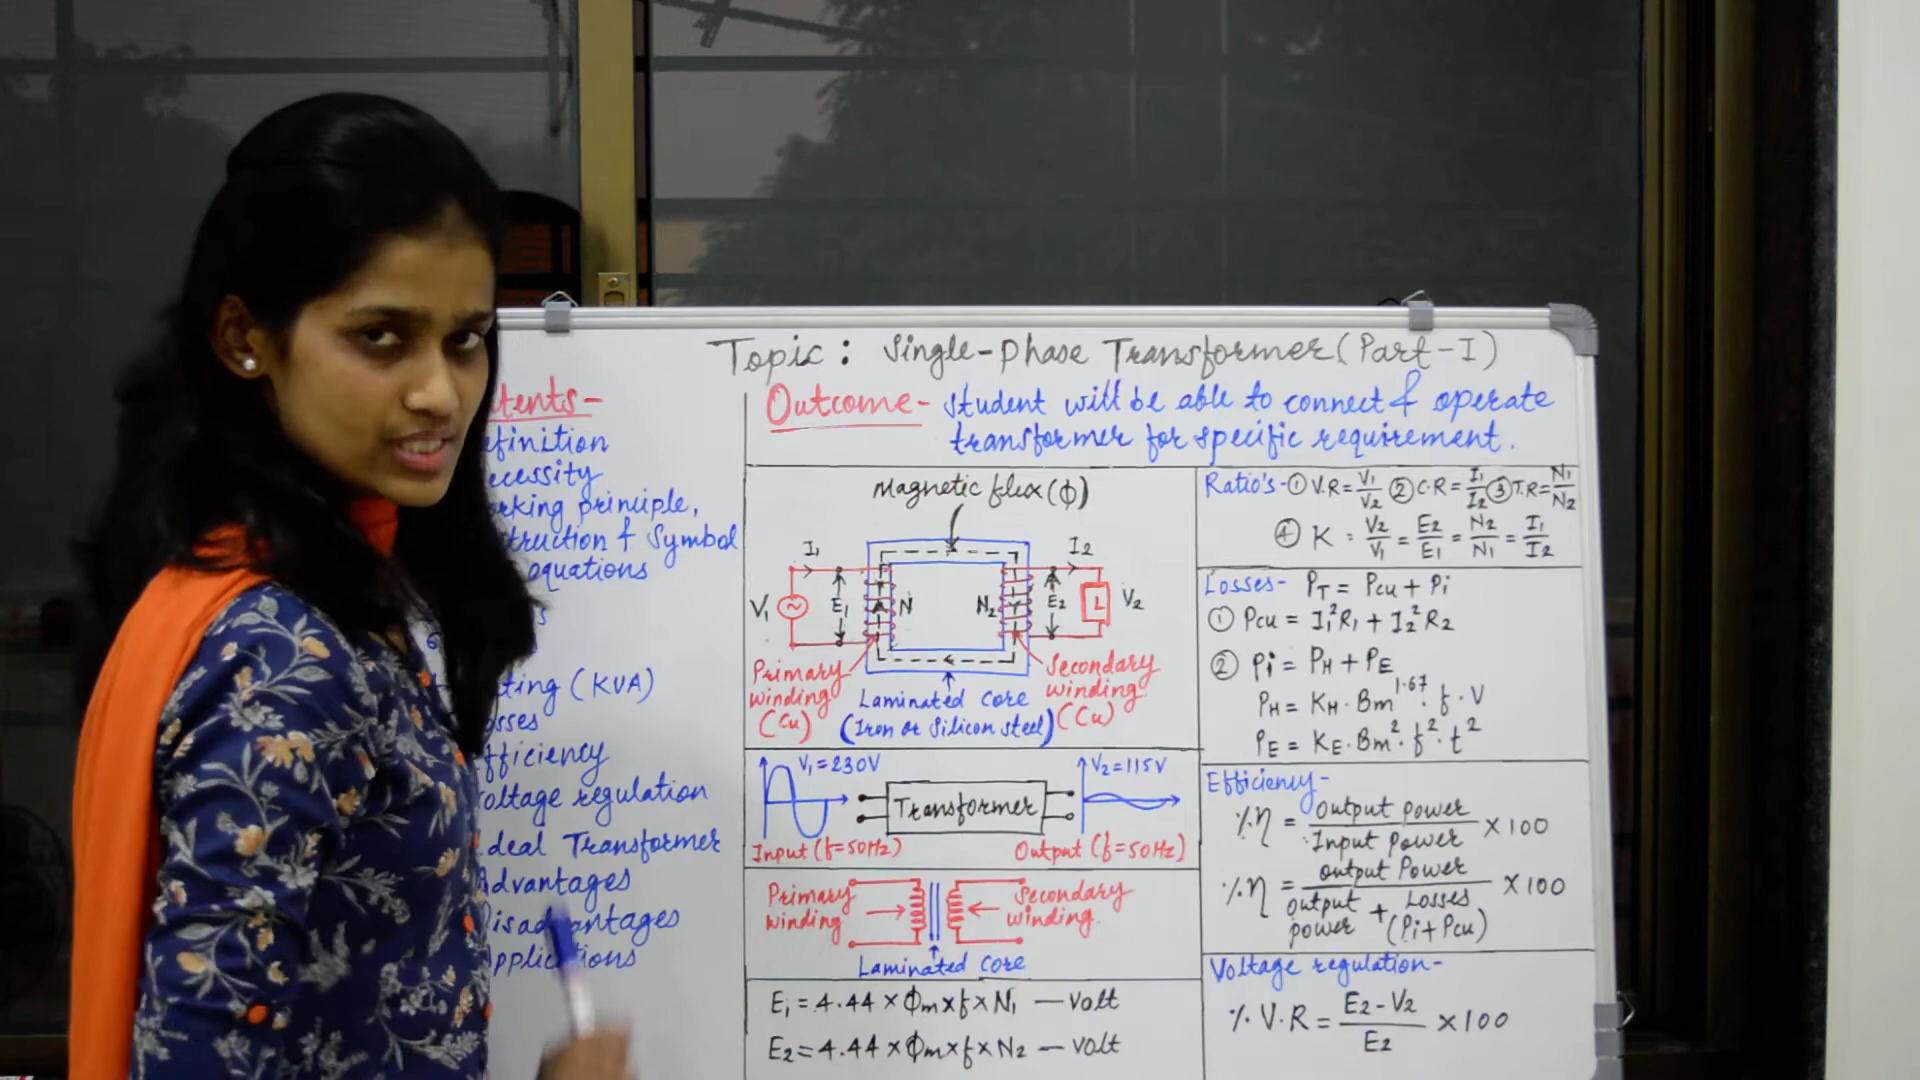 Topic: Single-phase Transformer (Part-I)
Outcome- Student will be able to connect & operate
transformer for specific requirement.
tents-
efinition
ecessity
orking principle,
struction & Symbol
equations
s
ting (KVA)
osses
fficiency
oltage regulation
Ideal Transformer
Advantages
Disadvantages
Applications
Magnetic flux (ϕ)
I1
I2
V1
E1
N
N2
E2
L
V2
Primary
winding
(Cu)
Laminated core
(Iron or Silicon steel)
Secondary
winding
(Cu)
V1=230V
Transformer
V2=115V
Input (f=50Hz)
Output (f=50Hz)
Primary
winding
Secondary
winding.
Laminated core
E1 = 4.44 × ϕm × f × N1 — volt
E2 = 4.44 × ϕm × f × N2 — volt
Ratio's- ① V.R = V1/V2 ② C.R = I1/I2 ③ T.R = N1/N2
④ K = V2/V1 = E2/E1 = N2/N1 = I1/I2
Losses- PT = Pcu + Pi
① Pcu = I1²R1 + I2²R2
② Pi = PH + PE
PH = KH · Bm^1.67 · f · V
PE = KE · Bm² · f² · t²
Efficiency-
% η = Output power / Input power × 100
% η = output Power / output power + Losses (Pi + Pcu) × 100
Voltage regulation-
% V.R = E2 - V2 / E2 × 100